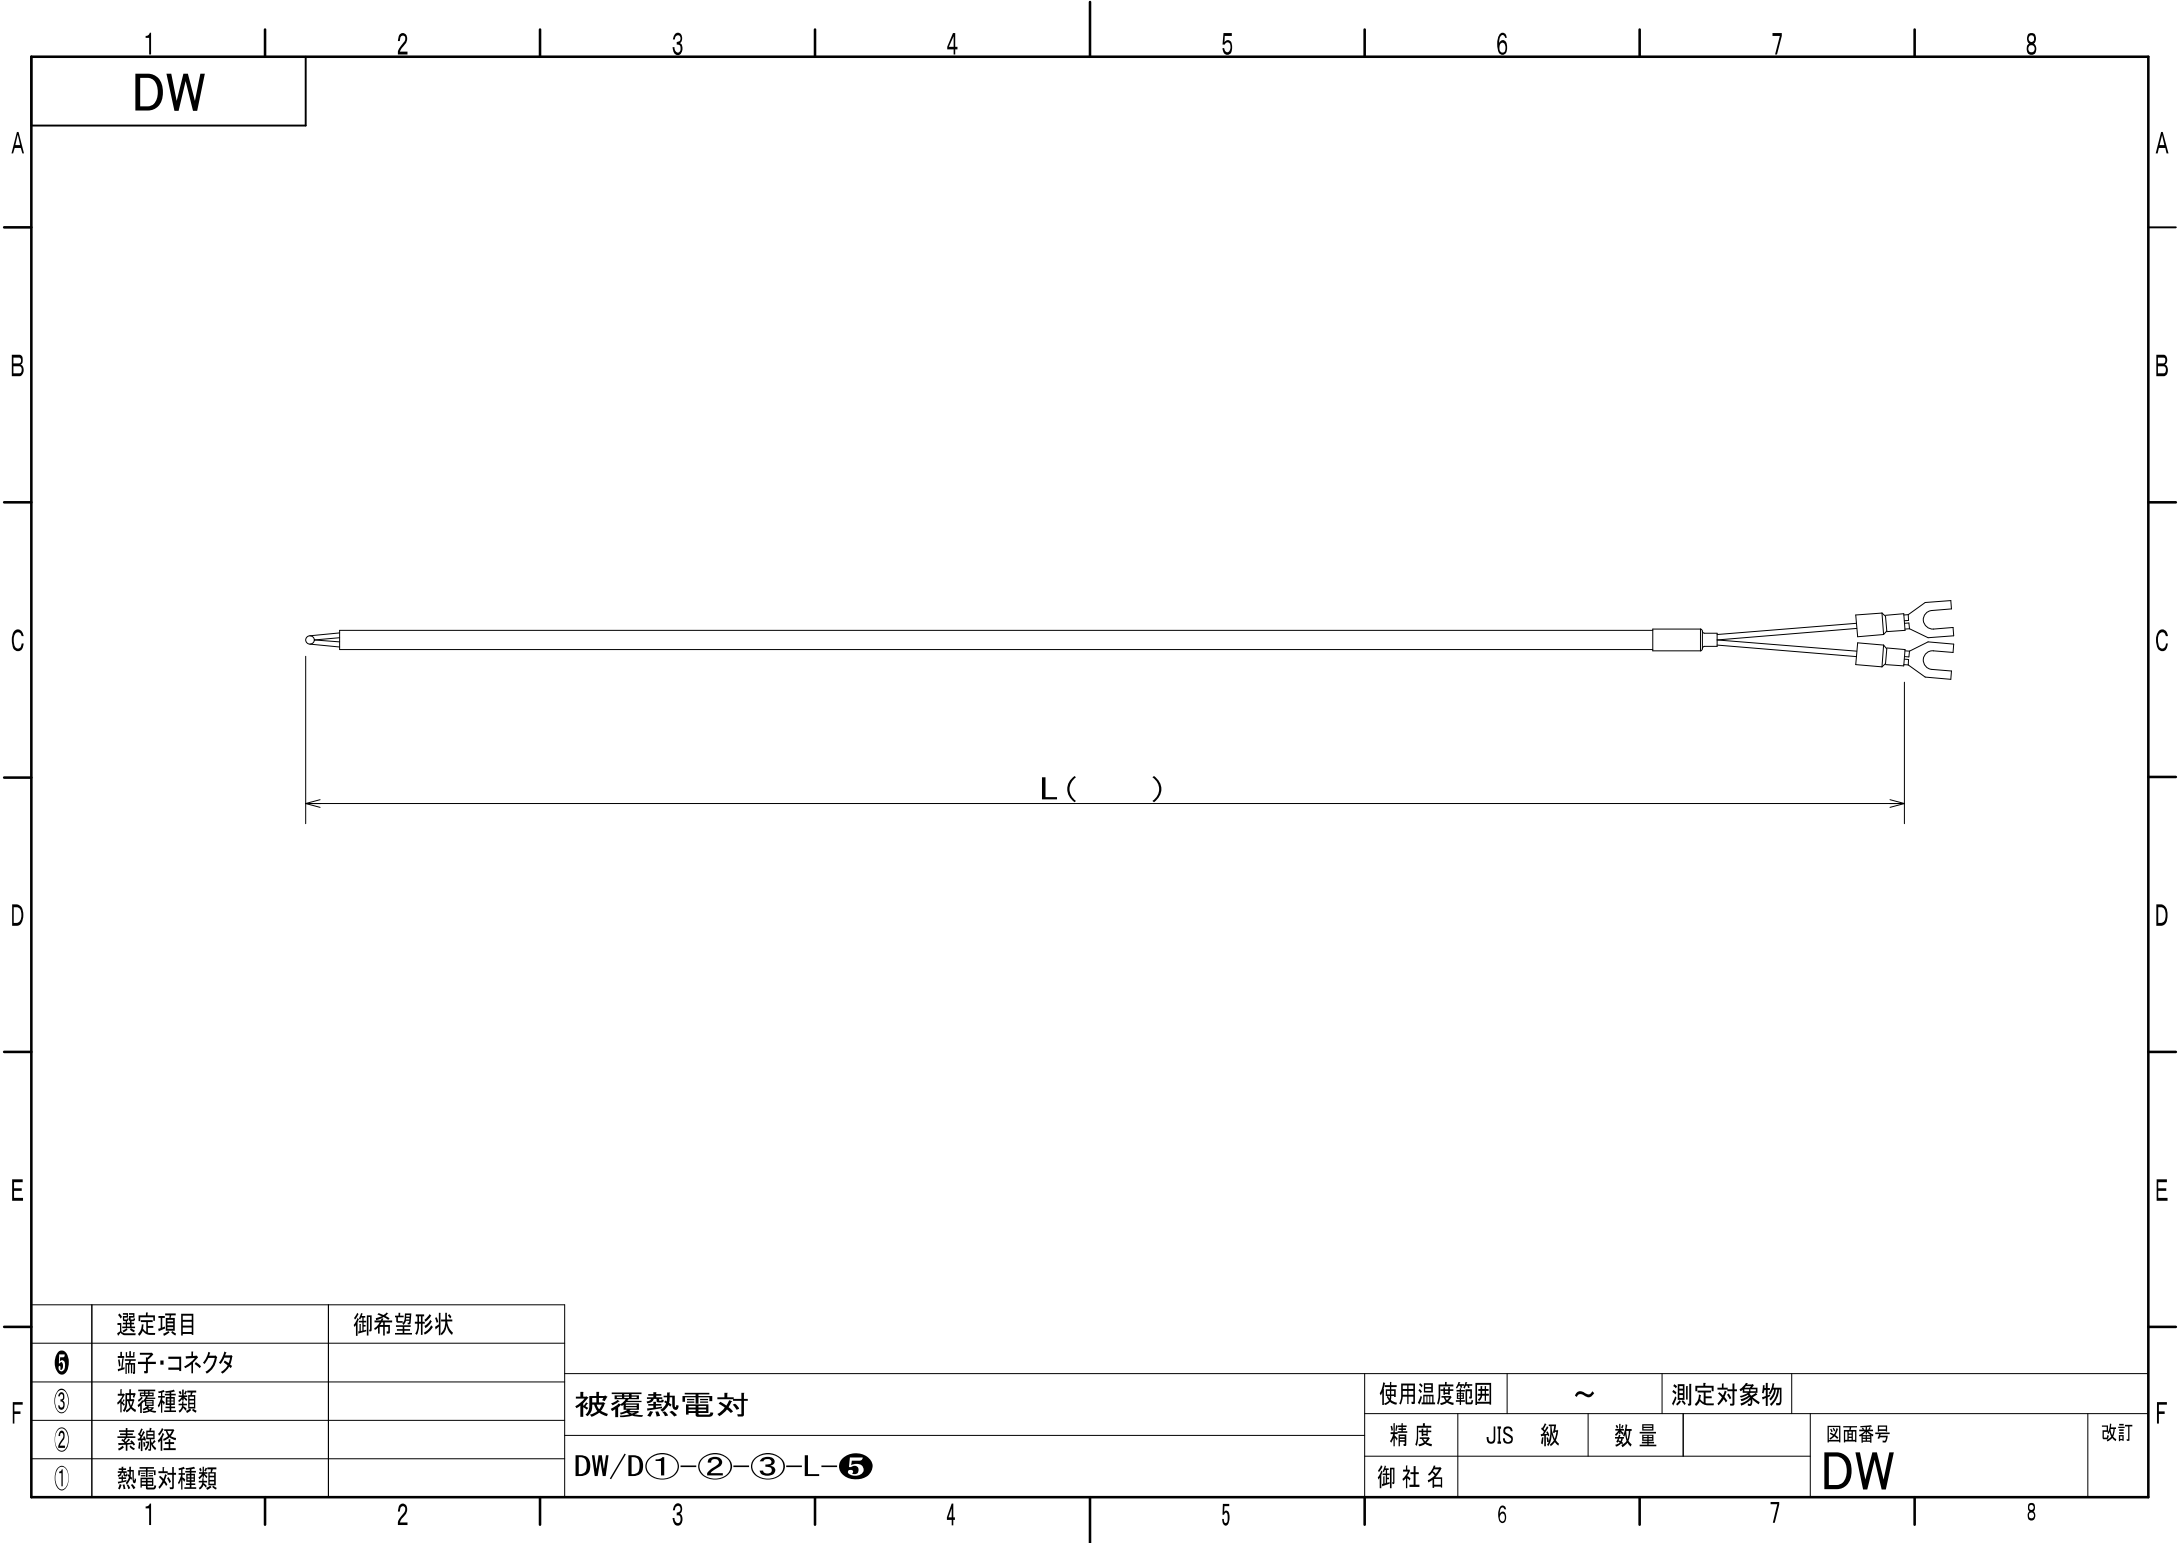 1 2 3 4 5 6 7 8
DW
A A
B B
C C
L( )
D D
E E
選定項目 御希望形状
❺ 端子・コネクタ
③ 被覆種類
② 素線径
① 熱電対種類
被覆熱電対
DW/D①-②-③-L-❺
使用温度範囲 ～ 測定対象物
精度 JIS 級 数量
御社名
図面番号 改訂
DW
F F
1 2 3 4 5 6 7 8